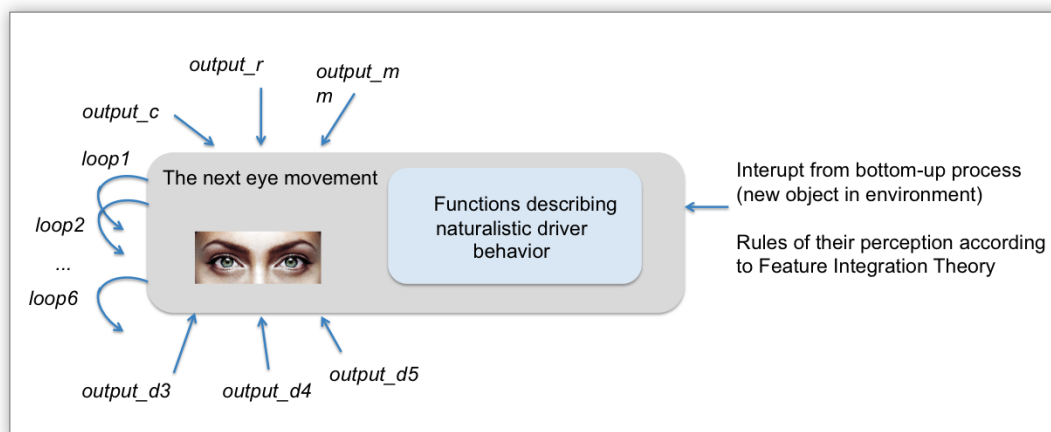 output_r
output_m
m
output_c
loop1
The next eye movement
Functions describing
naturalistic driver
behavior
Interupt from bottom-up process
(new object in environment)
Rules of their perception according
to Feature Integration Theory
loop2
...
loop6
output_d3
output_d4
output_d5